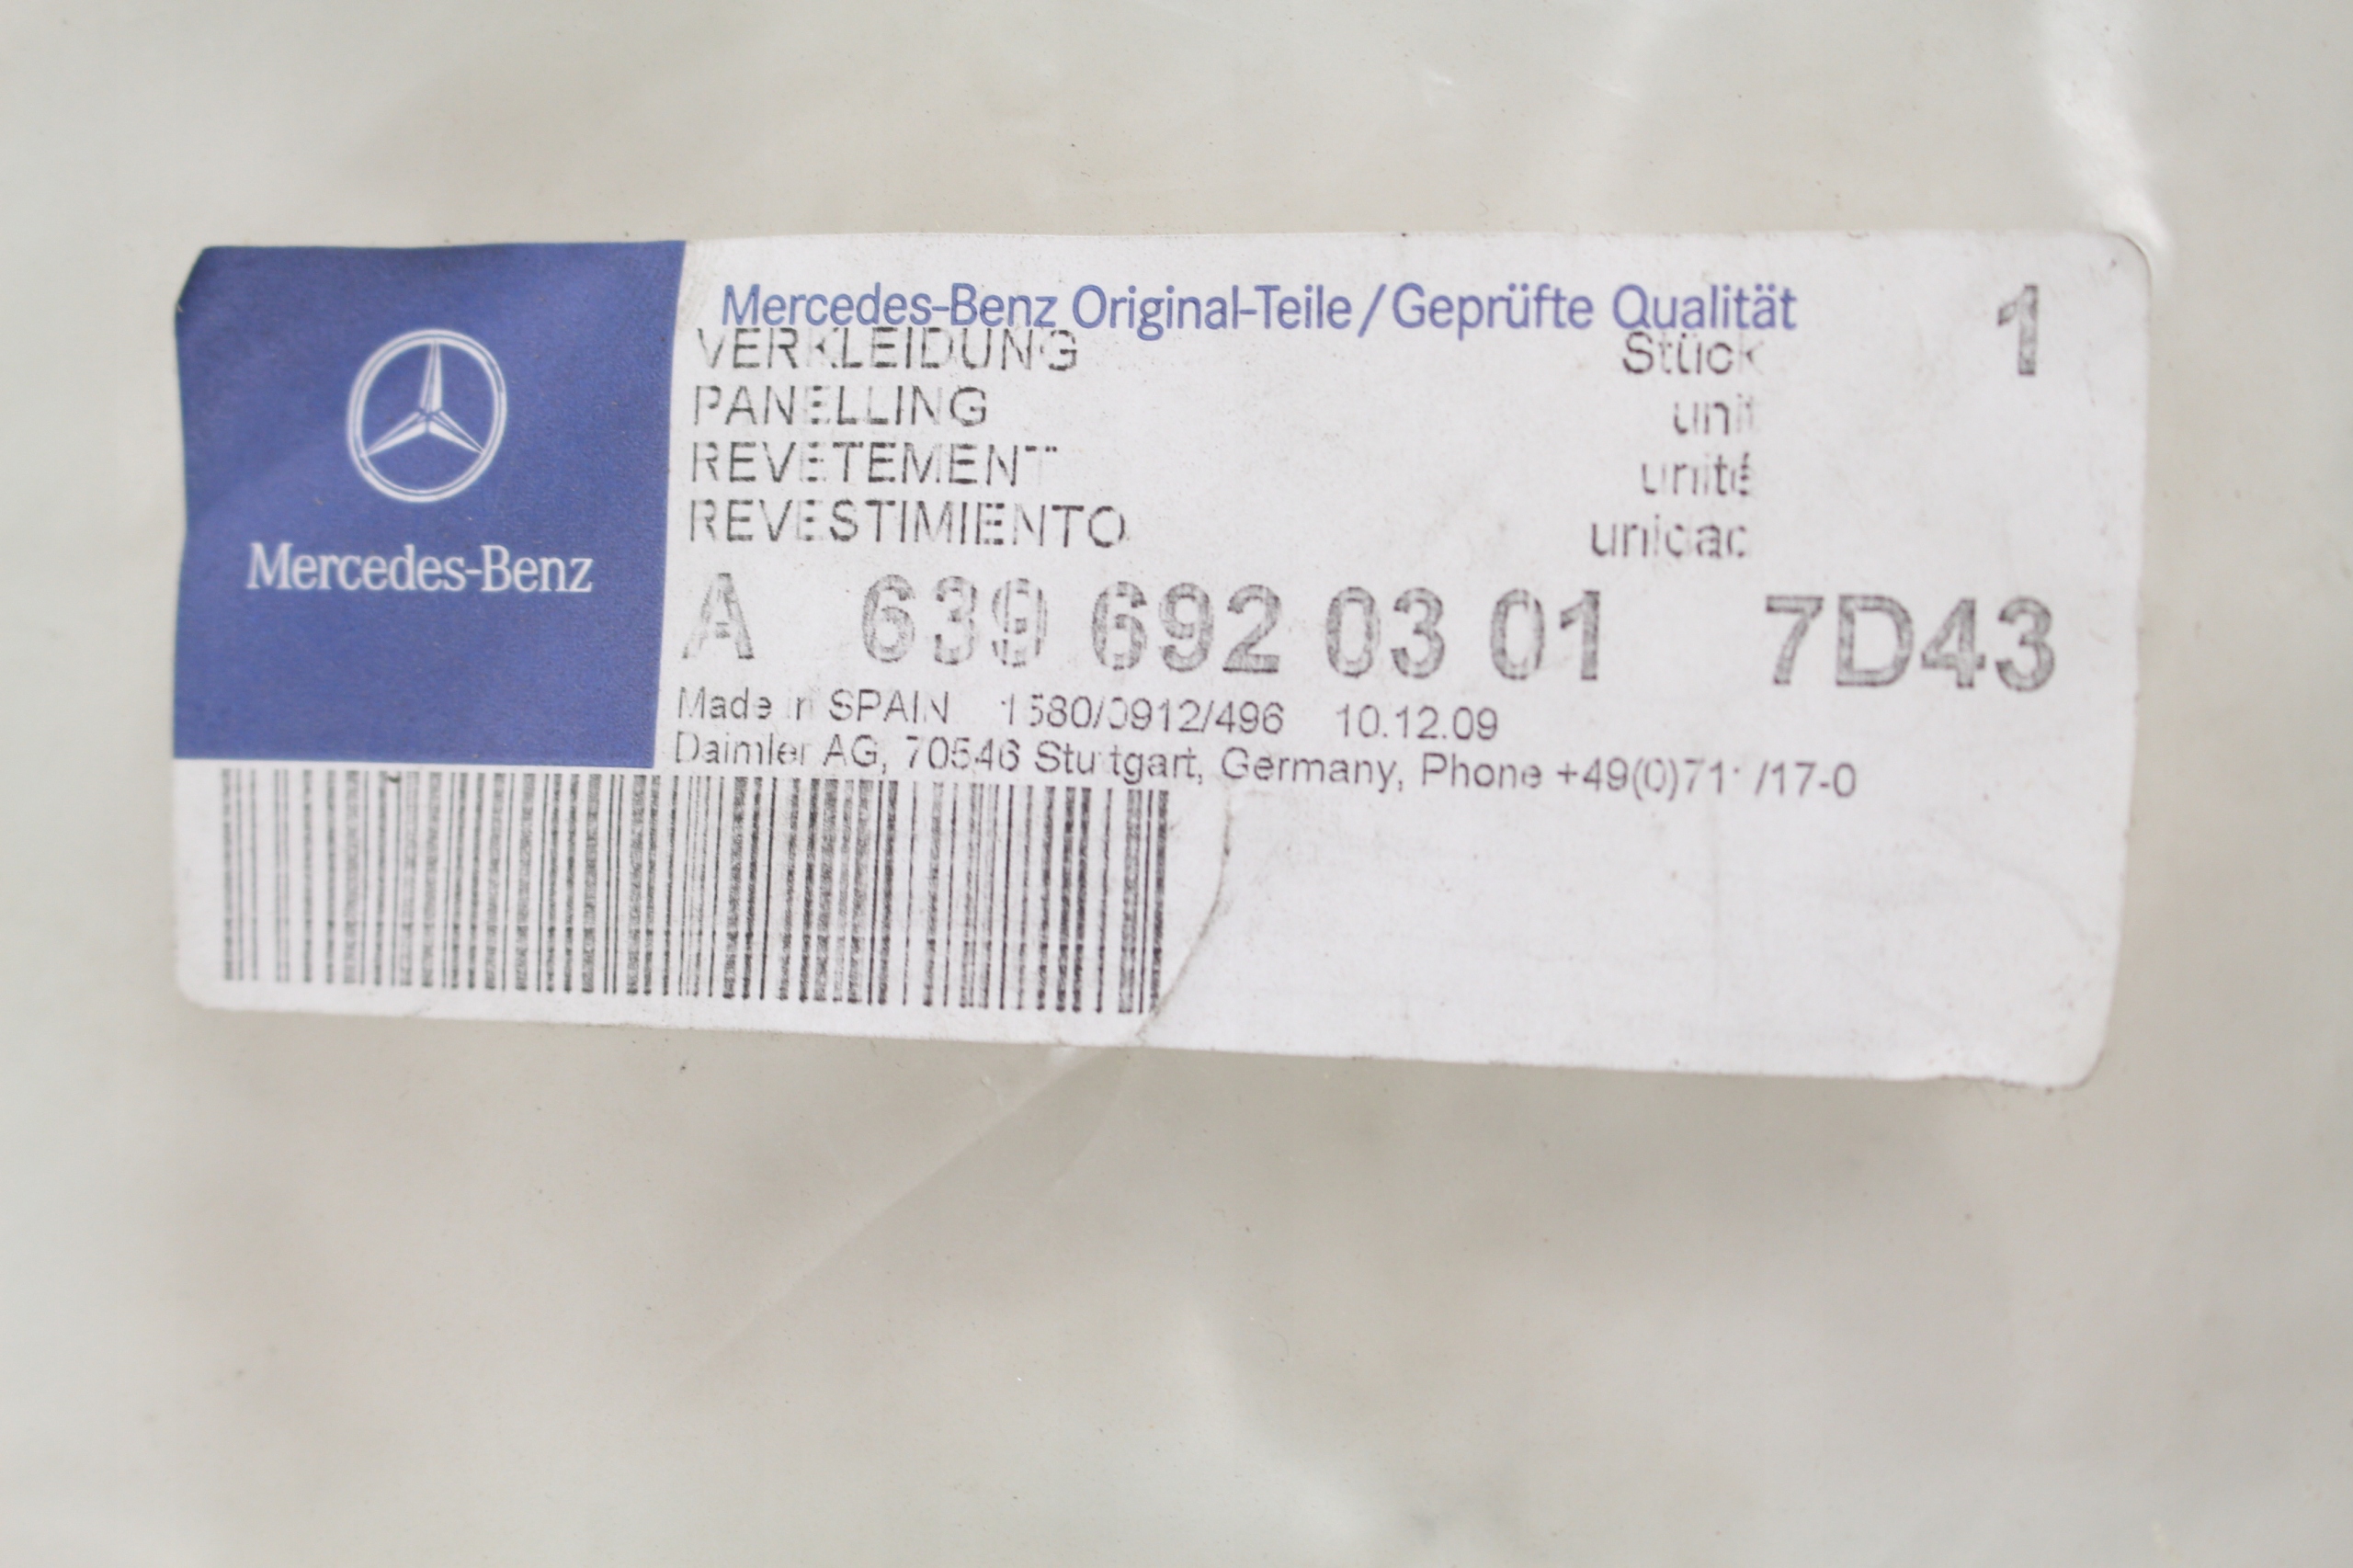 Mercedes-Benz
Mercedes-Benz Original-Teile/Geprüfte Qualität
1
VERKLEIDUNG Stück
PANELLING unit
REVETEMENT unité
REVESTIMIENTO unidad
A 639 692 03 01 7D43
Made in SPAIN 1580/0912/496 10.12.09
Daimler AG, 70546 Stuttgart, Germany, Phone +49(0)711/17-0